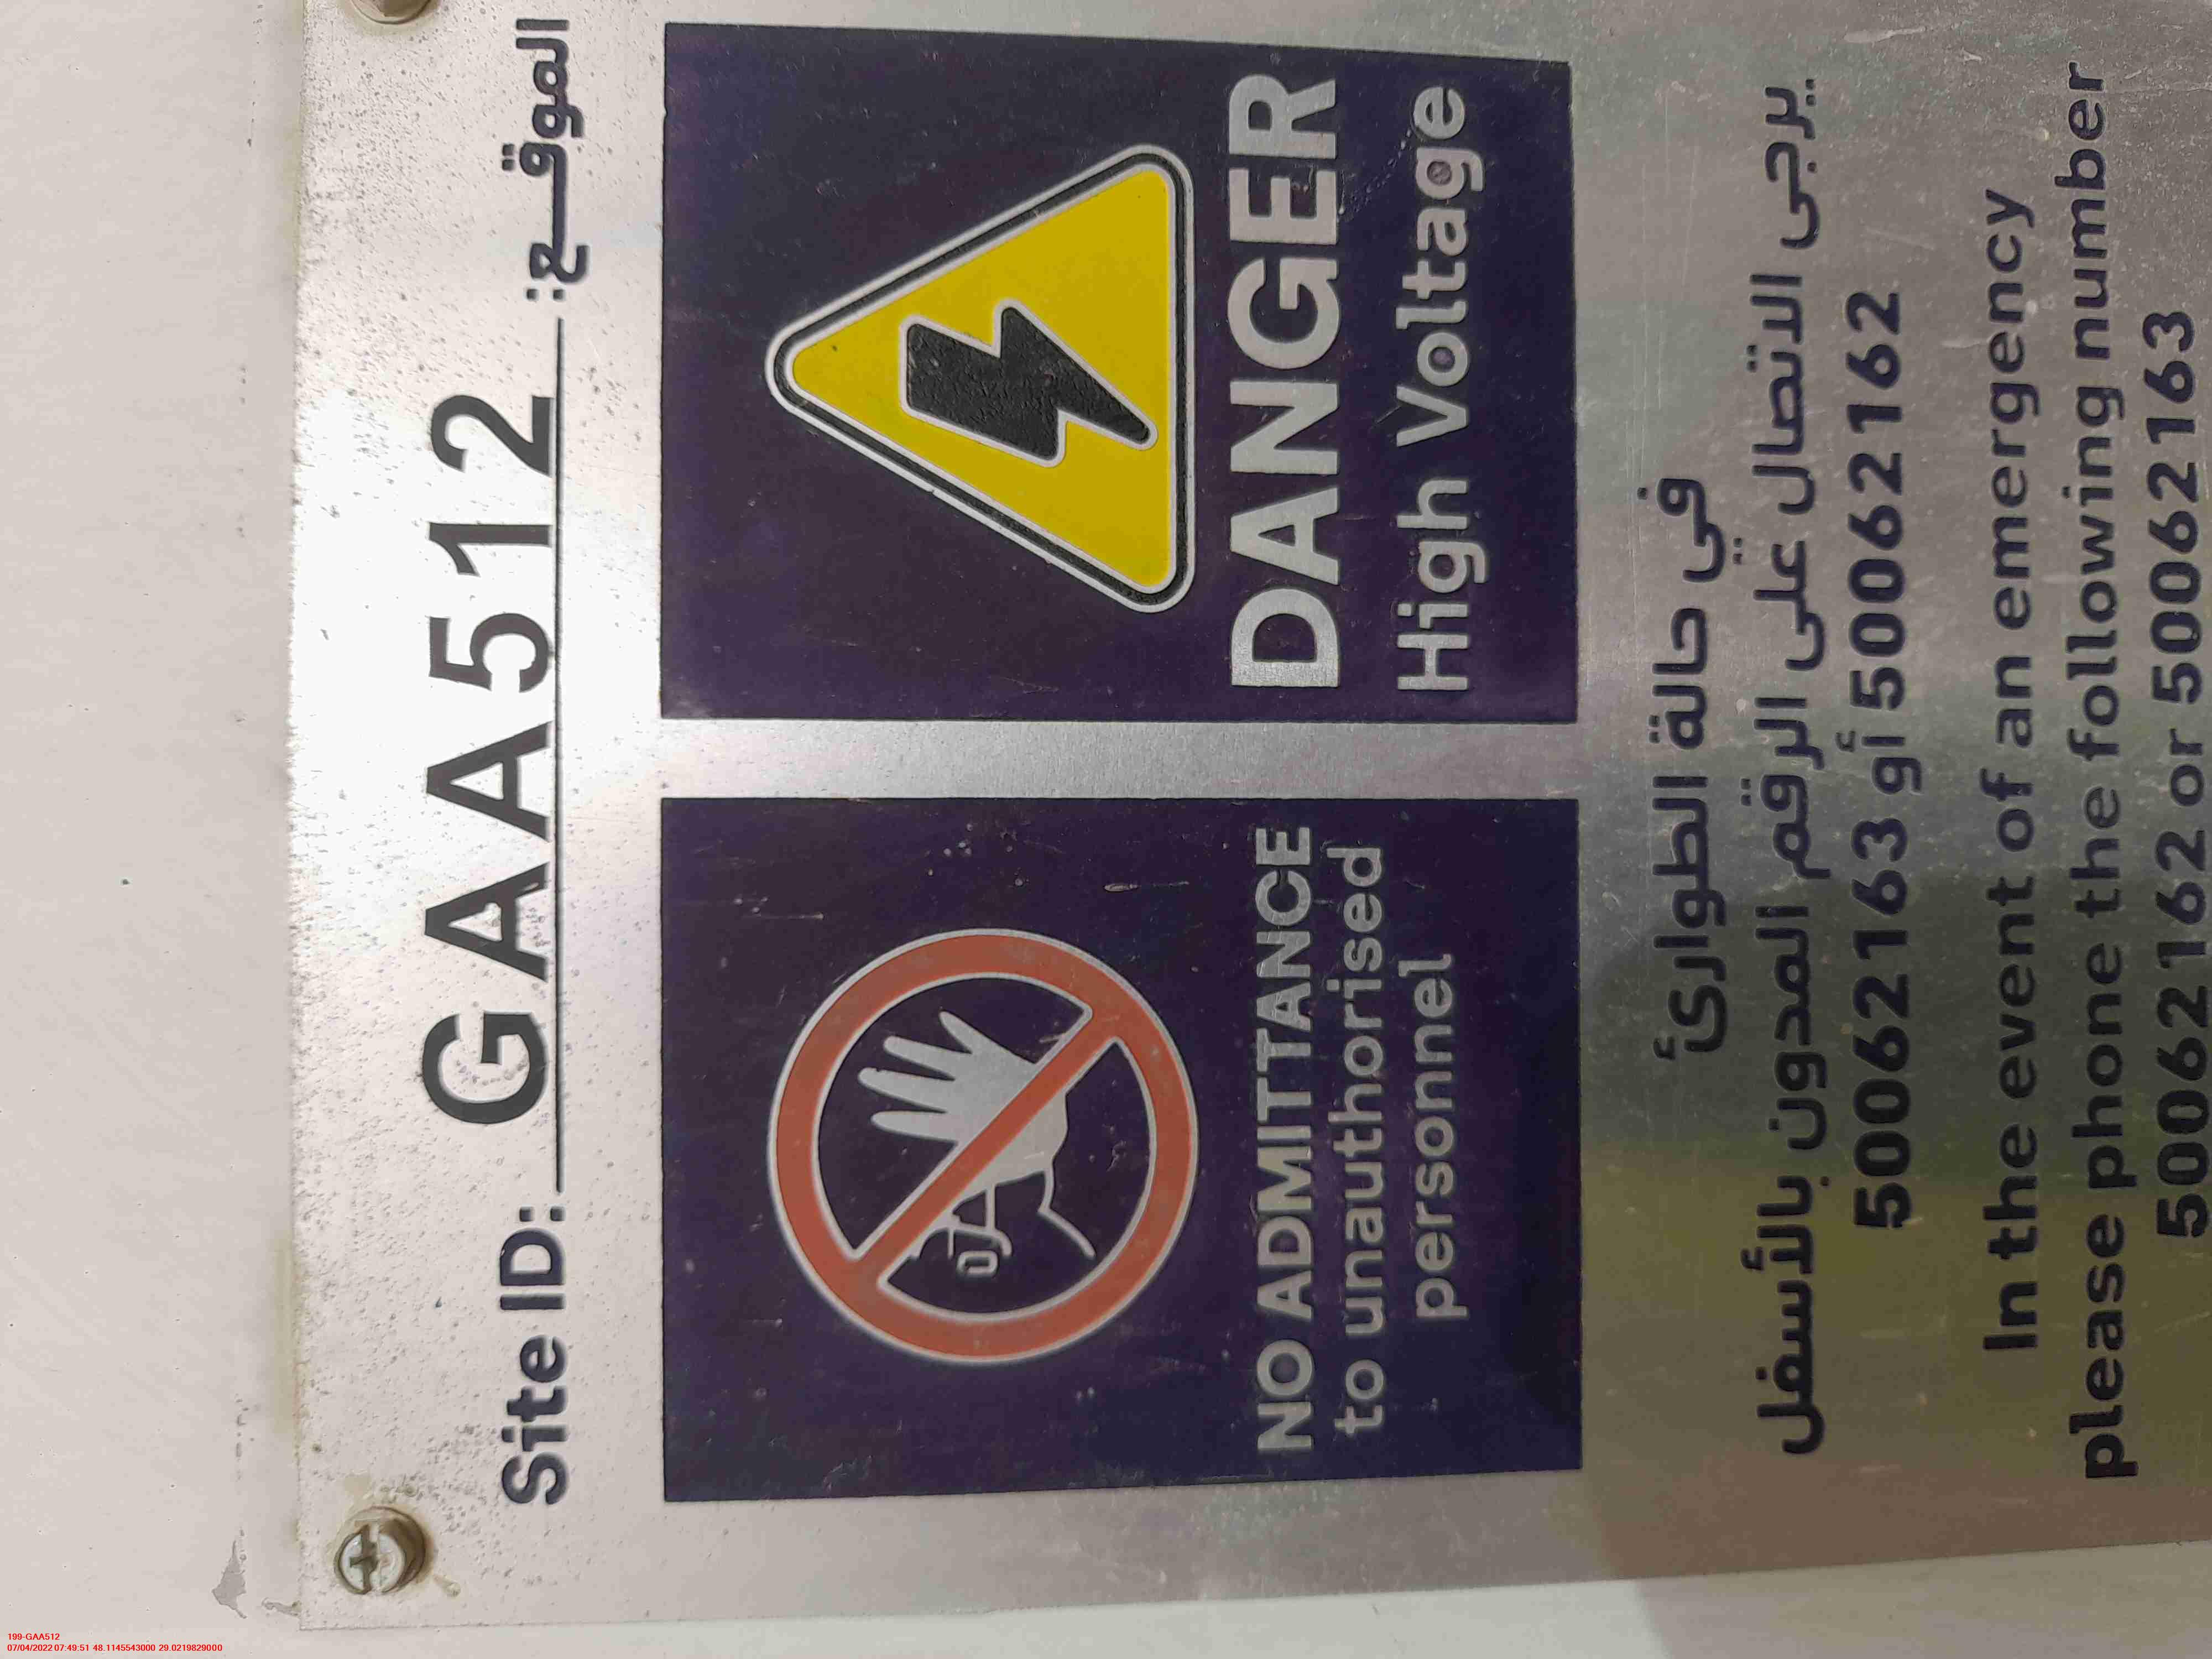 Site ID: GAA512 الموقــع:
NO ADMITTANCE
to unauthorised
personnel
DANGER
High Voltage
في حالة الطوارئ
يرجى الاتصال على الرقم المدون بالأسفل
50062162 أو 50062163
In the event of an emergency
please phone the following number
50062162 or 50062163
199-GAA512
07/04/2022 07:49:51 48.1145543000 29.0219829000